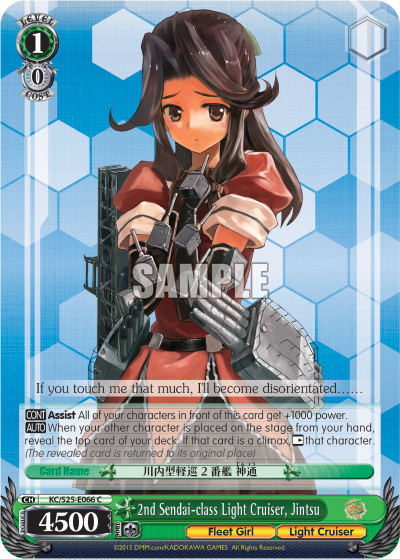 LEVEL
1
0
COST
SAMPLE
If you touch me that much, I'll become disorientated……
CONT Assist All of your characters in front of this card get +1000 power.
AUTO When your other character is placed on the stage from your hand,
reveal the top card of your deck. If that card is a climax, that character.
(The revealed card is returned to its original place)
Card Name 川内型軽巡2番艦 神通
CH KC/S25-E066 C
2nd Sendai-class Light Cruiser, Jintsu
POWER 4500 SOUL
Fleet Girl Light Cruiser
©2015 DMM.com/KADOKAWA GAMES All Rights Reserved.